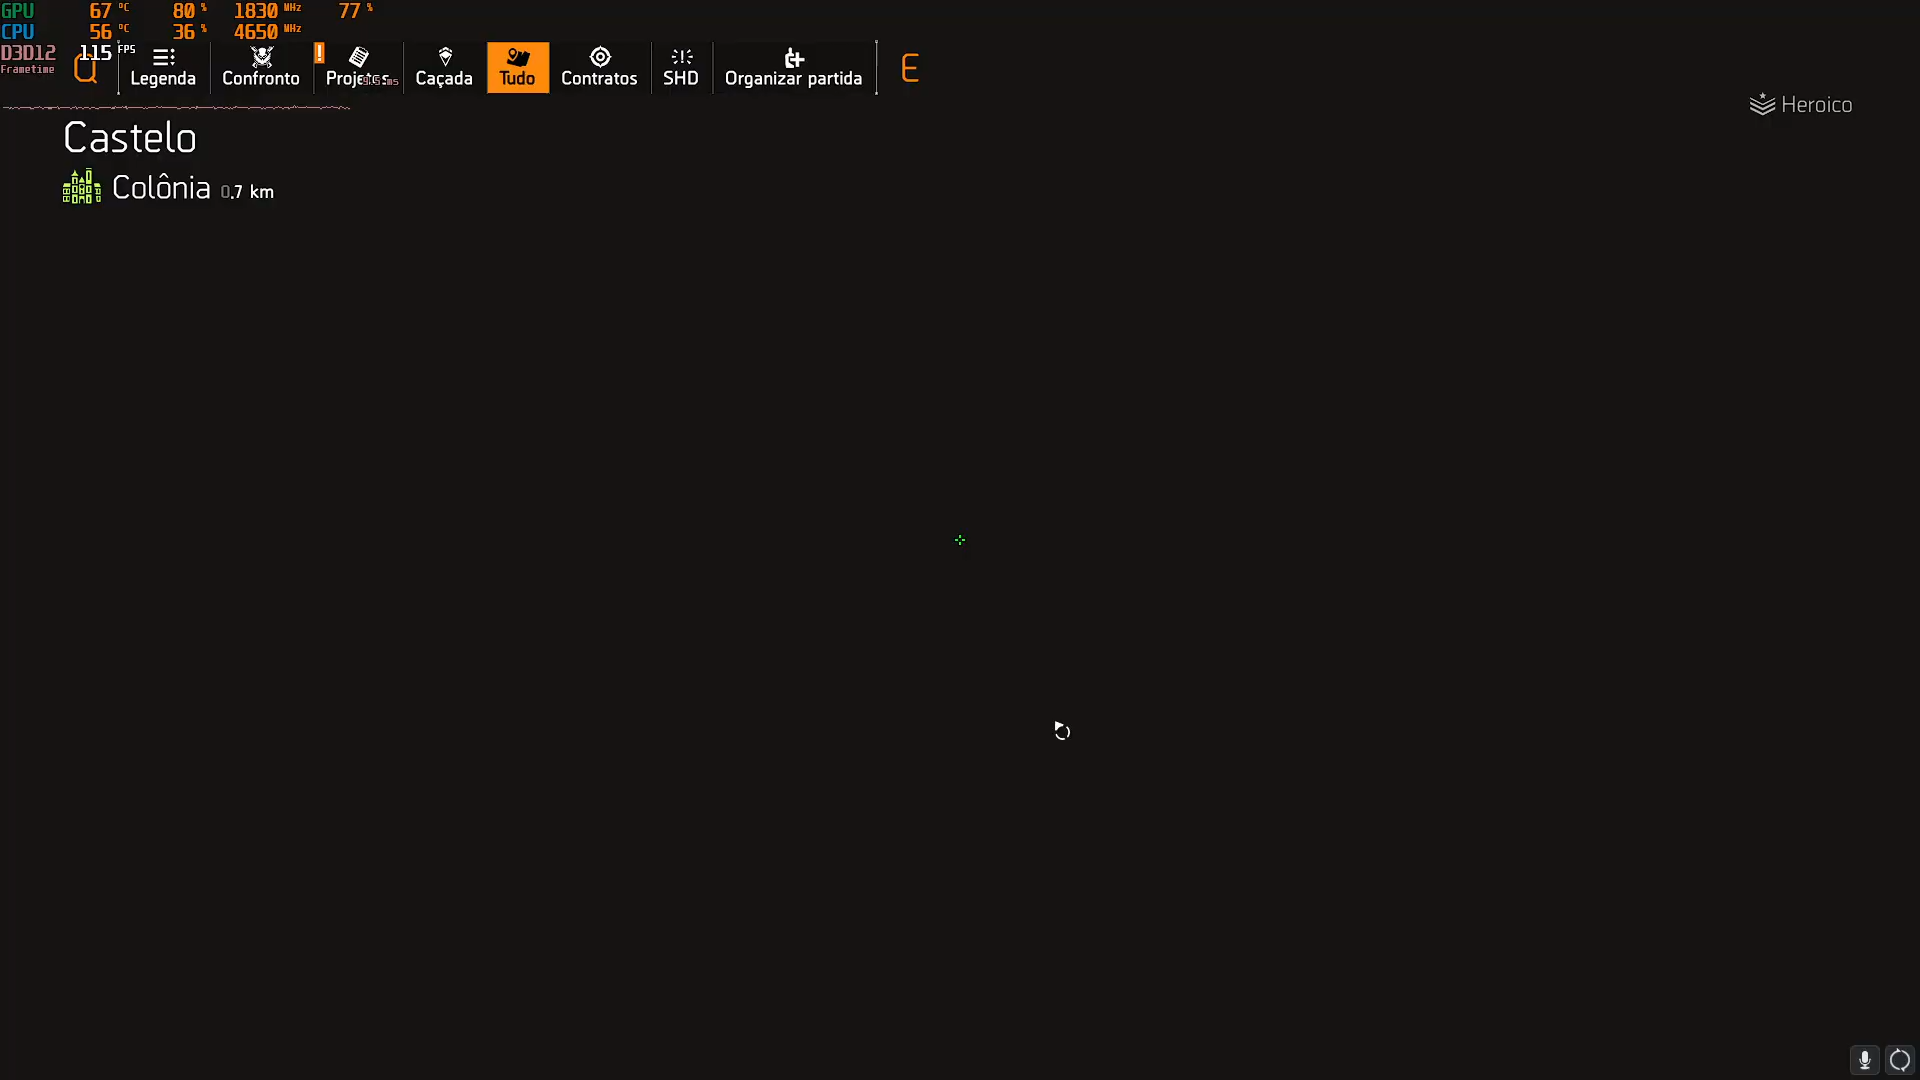 GPU 67 °C 80 % 1830 MHz 77 %
CPU 56 °C 36 % 4650 MHz
D3D12 115 FPS
Frametime
Q Legenda Confronto Projetos Caçada Tudo Contratos SHD Organizar partida E
Heroico
Castelo
Colônia 0.7 km